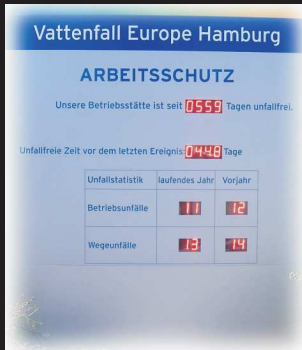 Vattenfall Europe Hamburg
ARBEITSSCHUTZ
Unsere Betriebsstätte ist seit 0559 Tagen unfallfrei.
Unfallfreie Zeit vor dem letzten Ereignis: 0448 Tage
Unfallstatistik laufendes Jahr Vorjahr
Betriebsunfälle 11 12
Wegeunfälle 13 14